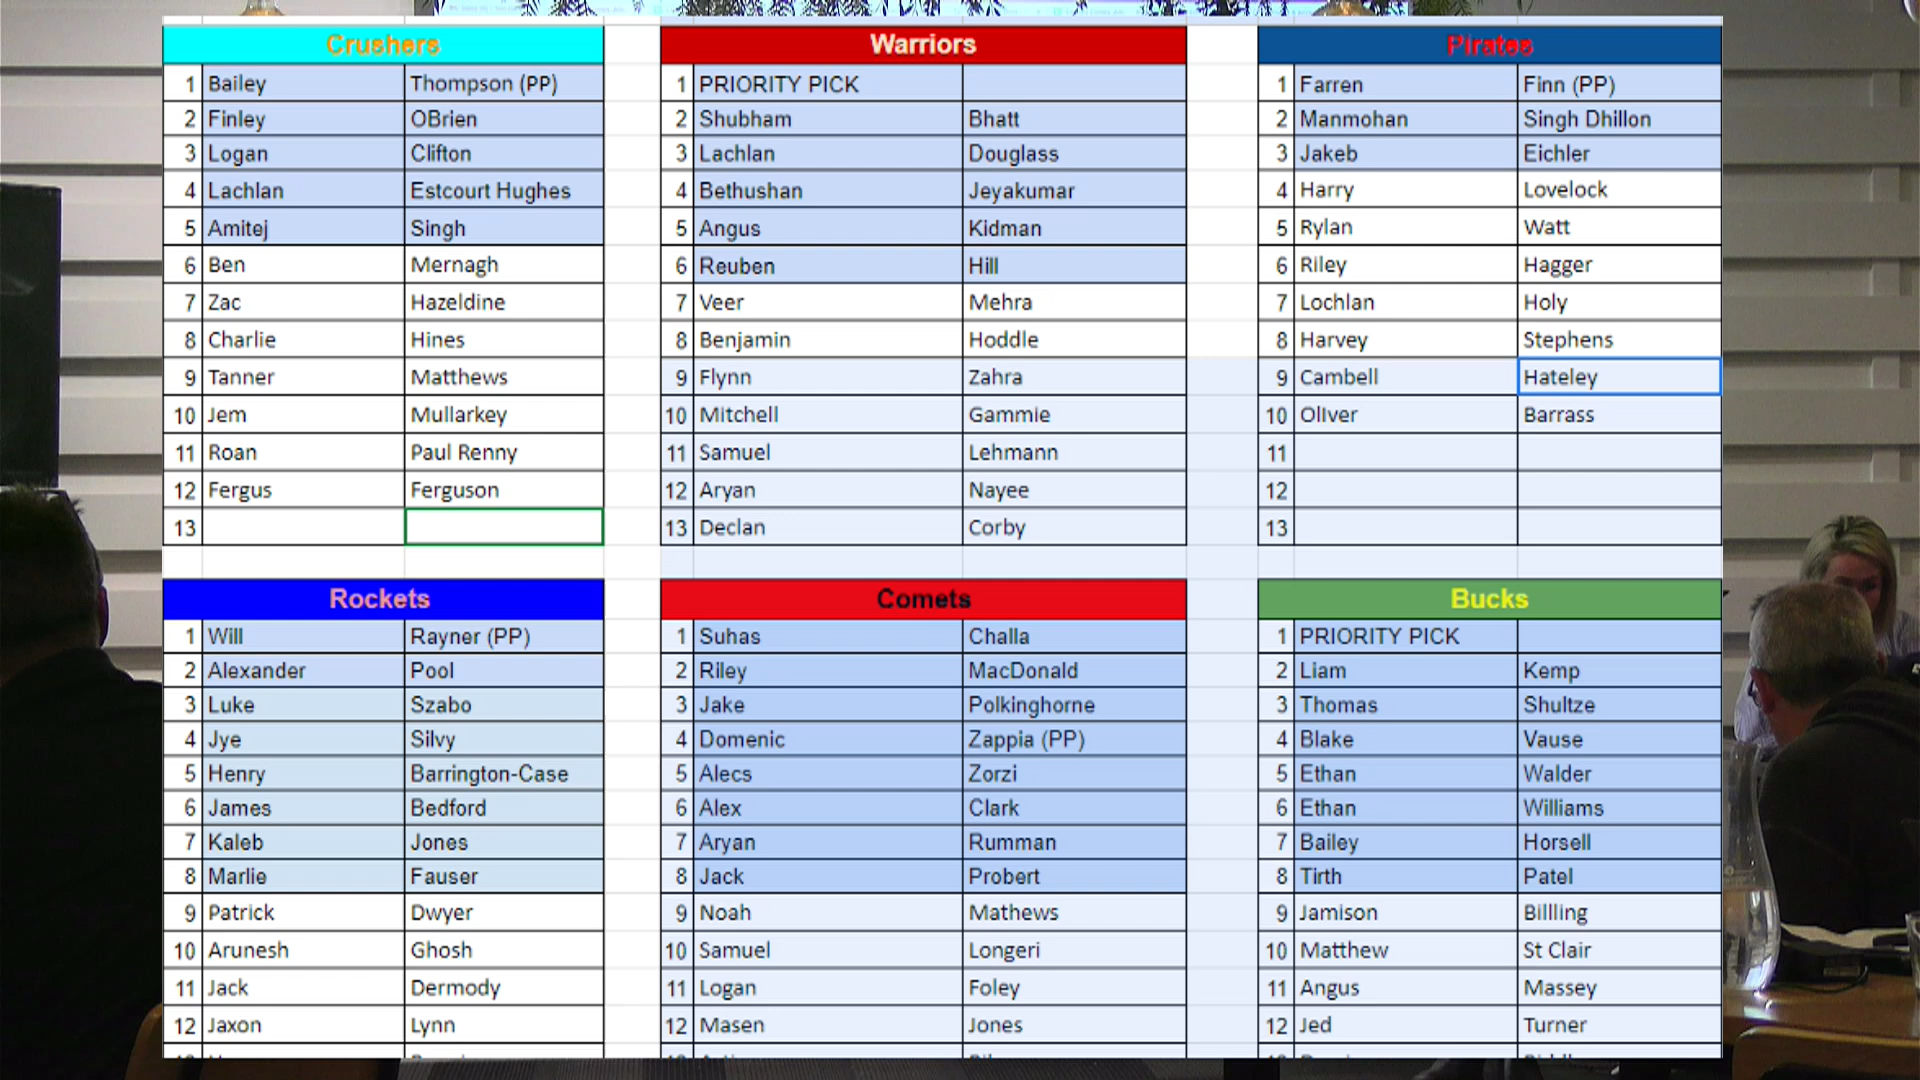 Crushers
1 Bailey Thompson (PP)
2 Finley OBrien
3 Logan Clifton
4 Lachlan Estcourt Hughes
5 Amitej Singh
6 Ben Mernagh
7 Zac Hazeldine
8 Charlie Hines
9 Tanner Matthews
10 Jem Mullarkey
11 Roan Paul Renny
12 Fergus Ferguson
13
Warriors
1 PRIORITY PICK
2 Shubham Bhatt
3 Lachlan Douglass
4 Bethushan Jeyakumar
5 Angus Kidman
6 Reuben Hill
7 Veer Mehra
8 Benjamin Hoddle
9 Flynn Zahra
10 Mitchell Gammie
11 Samuel Lehmann
12 Aryan Nayee
13 Declan Corby
Pirates
1 Farren Finn (PP)
2 Manmohan Singh Dhillon
3 Jakeb Eichler
4 Harry Lovelock
5 Rylan Watt
6 Riley Hagger
7 Lochlan Holy
8 Harvey Stephens
9 Cambell Hateley
10 OlIver Barrass
11
12
13
Rockets
1 Will Rayner (PP)
2 Alexander Pool
3 Luke Szabo
4 Jye Silvy
5 Henry Barrington-Case
6 James Bedford
7 Kaleb Jones
8 Marlie Fauser
9 Patrick Dwyer
10 Arunesh Ghosh
11 Jack Dermody
12 Jaxon Lynn
Comets
1 Suhas Challa
2 Riley MacDonald
3 Jake Polkinghorne
4 Domenic Zappia (PP)
5 Alecs Zorzi
6 Alex Clark
7 Aryan Rumman
8 Jack Probert
9 Noah Mathews
10 Samuel Longeri
11 Logan Foley
12 Masen Jones
Bucks
1 PRIORITY PICK
2 Liam Kemp
3 Thomas Shultze
4 Blake Vause
5 Ethan Walder
6 Ethan Williams
7 Bailey Horsell
8 Tirth Patel
9 Jamison Billling
10 Matthew St Clair
11 Angus Massey
12 Jed Turner